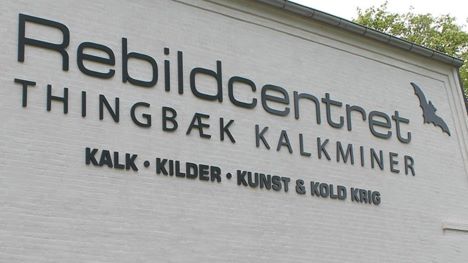 Rebildcentret
THINGBÆK KALKMINER
KALK • KILDER • KUNST & KOLD KRIG